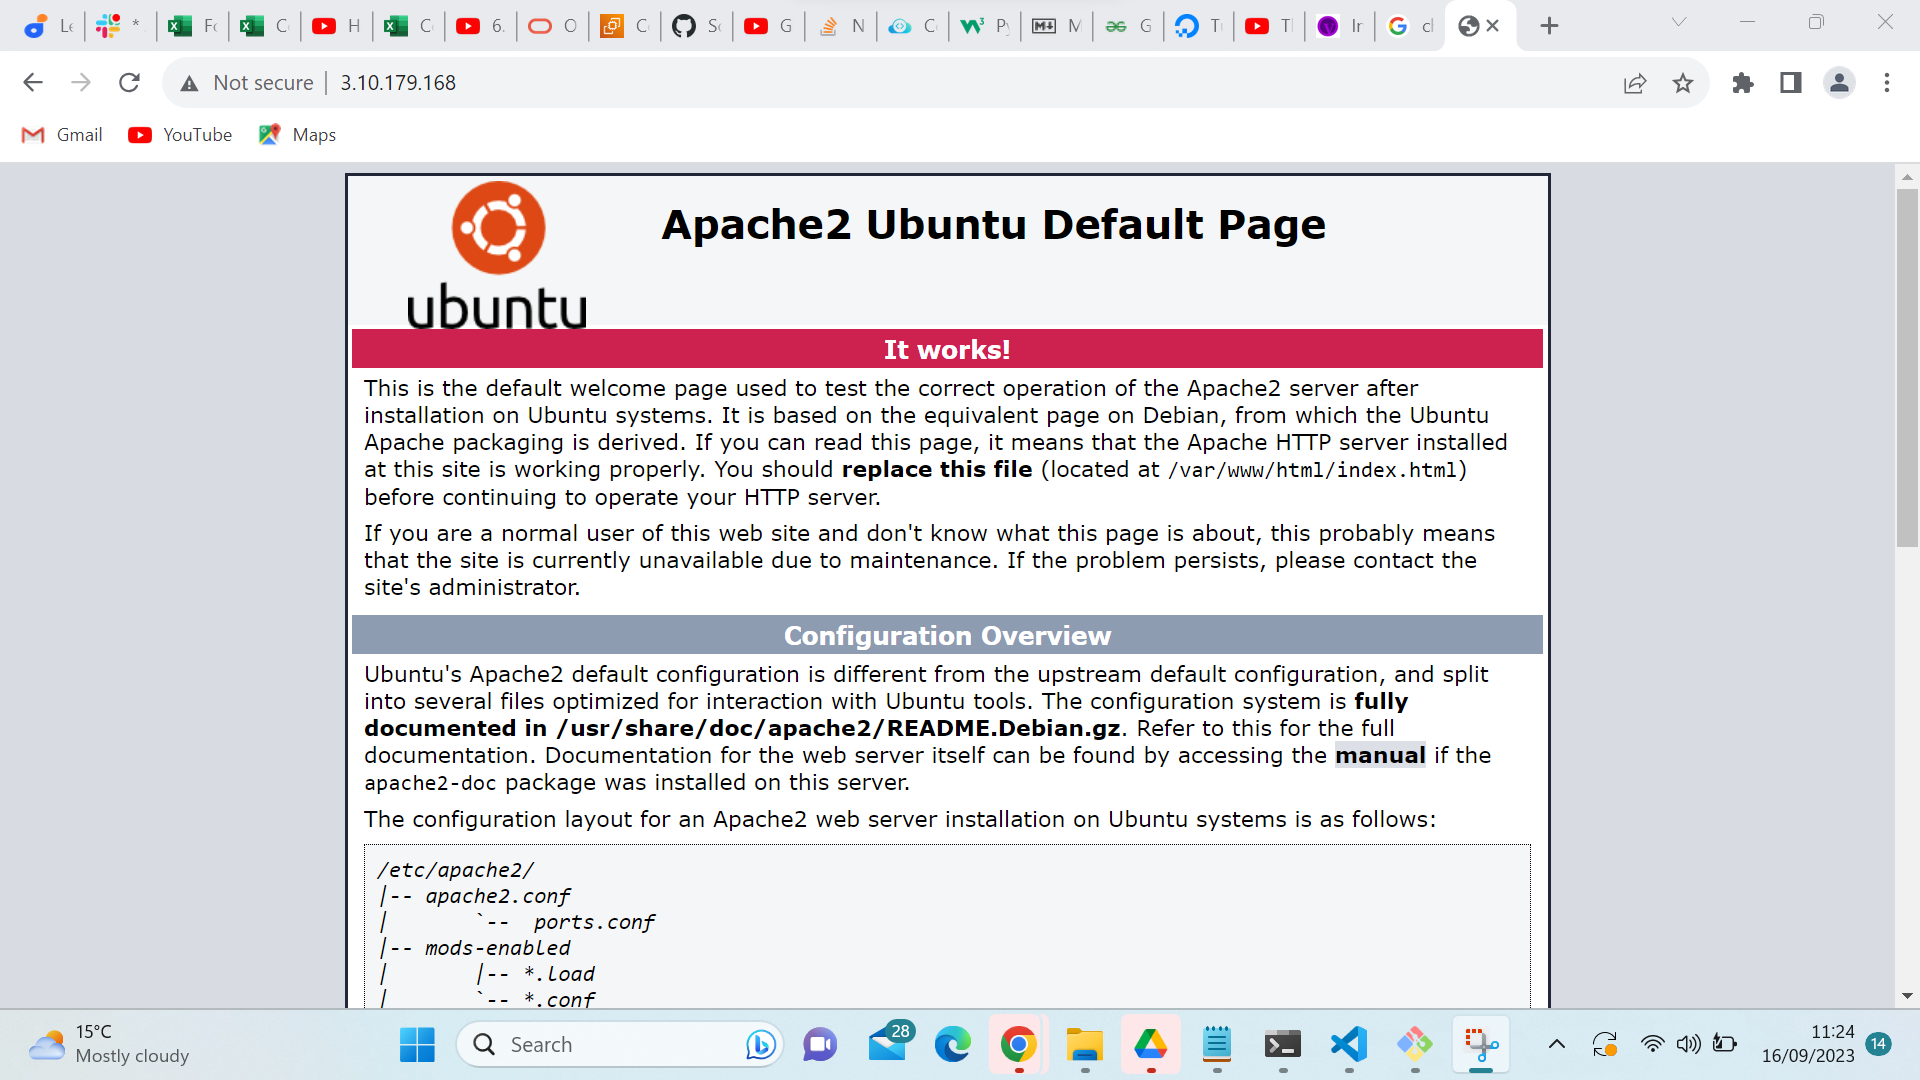 Not secure | 3.10.179.168
Gmail
YouTube
Maps
ubuntu
Apache2 Ubuntu Default Page
It works!
This is the default welcome page used to test the correct operation of the Apache2 server after
installation on Ubuntu systems. It is based on the equivalent page on Debian, from which the Ubuntu
Apache packaging is derived. If you can read this page, it means that the Apache HTTP server installed
at this site is working properly. You should replace this file (located at /var/www/html/index.html)
before continuing to operate your HTTP server.
If you are a normal user of this web site and don't know what this page is about, this probably means
that the site is currently unavailable due to maintenance. If the problem persists, please contact the
site's administrator.
Configuration Overview
Ubuntu's Apache2 default configuration is different from the upstream default configuration, and split
into several files optimized for interaction with Ubuntu tools. The configuration system is fully
documented in /usr/share/doc/apache2/README.Debian.gz. Refer to this for the full
documentation. Documentation for the web server itself can be found by accessing the manual if the
apache2-doc package was installed on this server.
The configuration layout for an Apache2 web server installation on Ubuntu systems is as follows:
/etc/apache2/
|-- apache2.conf
|       `--  ports.conf
|-- mods-enabled
|       |-- *.load
|       `-- *.conf
15°C
Mostly cloudy
Search
28
11:24
16/09/2023
14